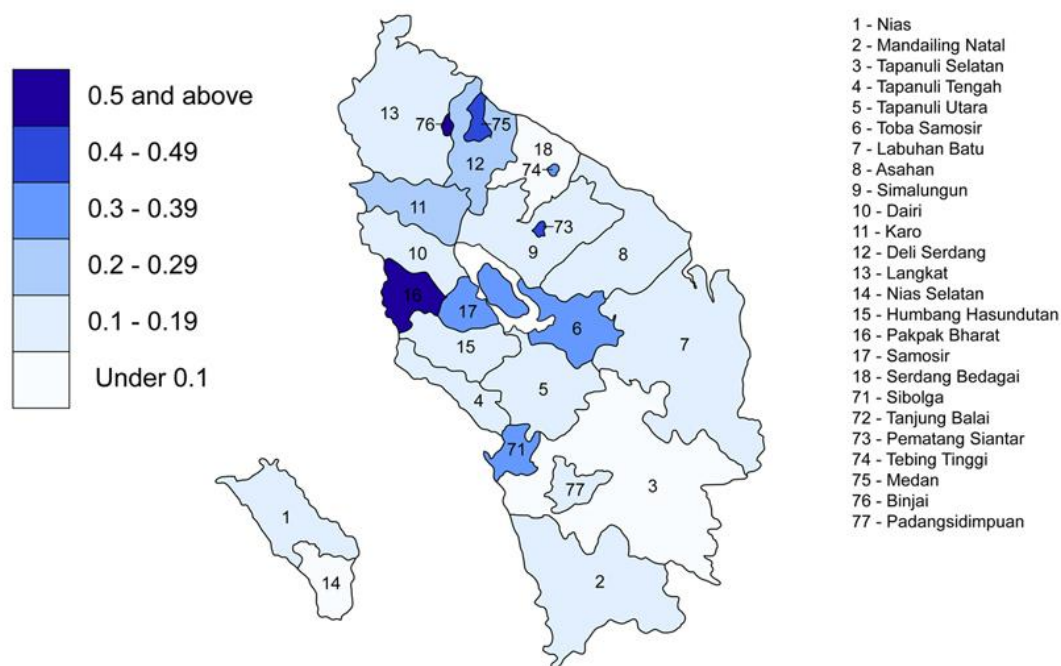 0.5 and above
0.4 - 0.49
0.3 - 0.39
0.2 - 0.29
0.1 - 0.19
Under 0.1
13
76
75
12
18
74
11
73
9
8
10
16
17
6
7
15
5
4
71
77
3
1
14
2
1 - Nias
2 - Mandailing Natal
3 - Tapanuli Selatan
4 - Tapanuli Tengah
5 - Tapanuli Utara
6 - Toba Samosir
7 - Labuhan Batu
8 - Asahan
9 - Simalungun
10 - Dairi
11 - Karo
12 - Deli Serdang
13 - Langkat
14 - Nias Selatan
15 - Humbang Hasundutan
16 - Pakpak Bharat
17 - Samosir
18 - Serdang Bedagai
71 - Sibolga
72 - Tanjung Balai
73 - Pematang Siantar
74 - Tebing Tinggi
75 - Medan
76 - Binjai
77 - Padangsidimpuan